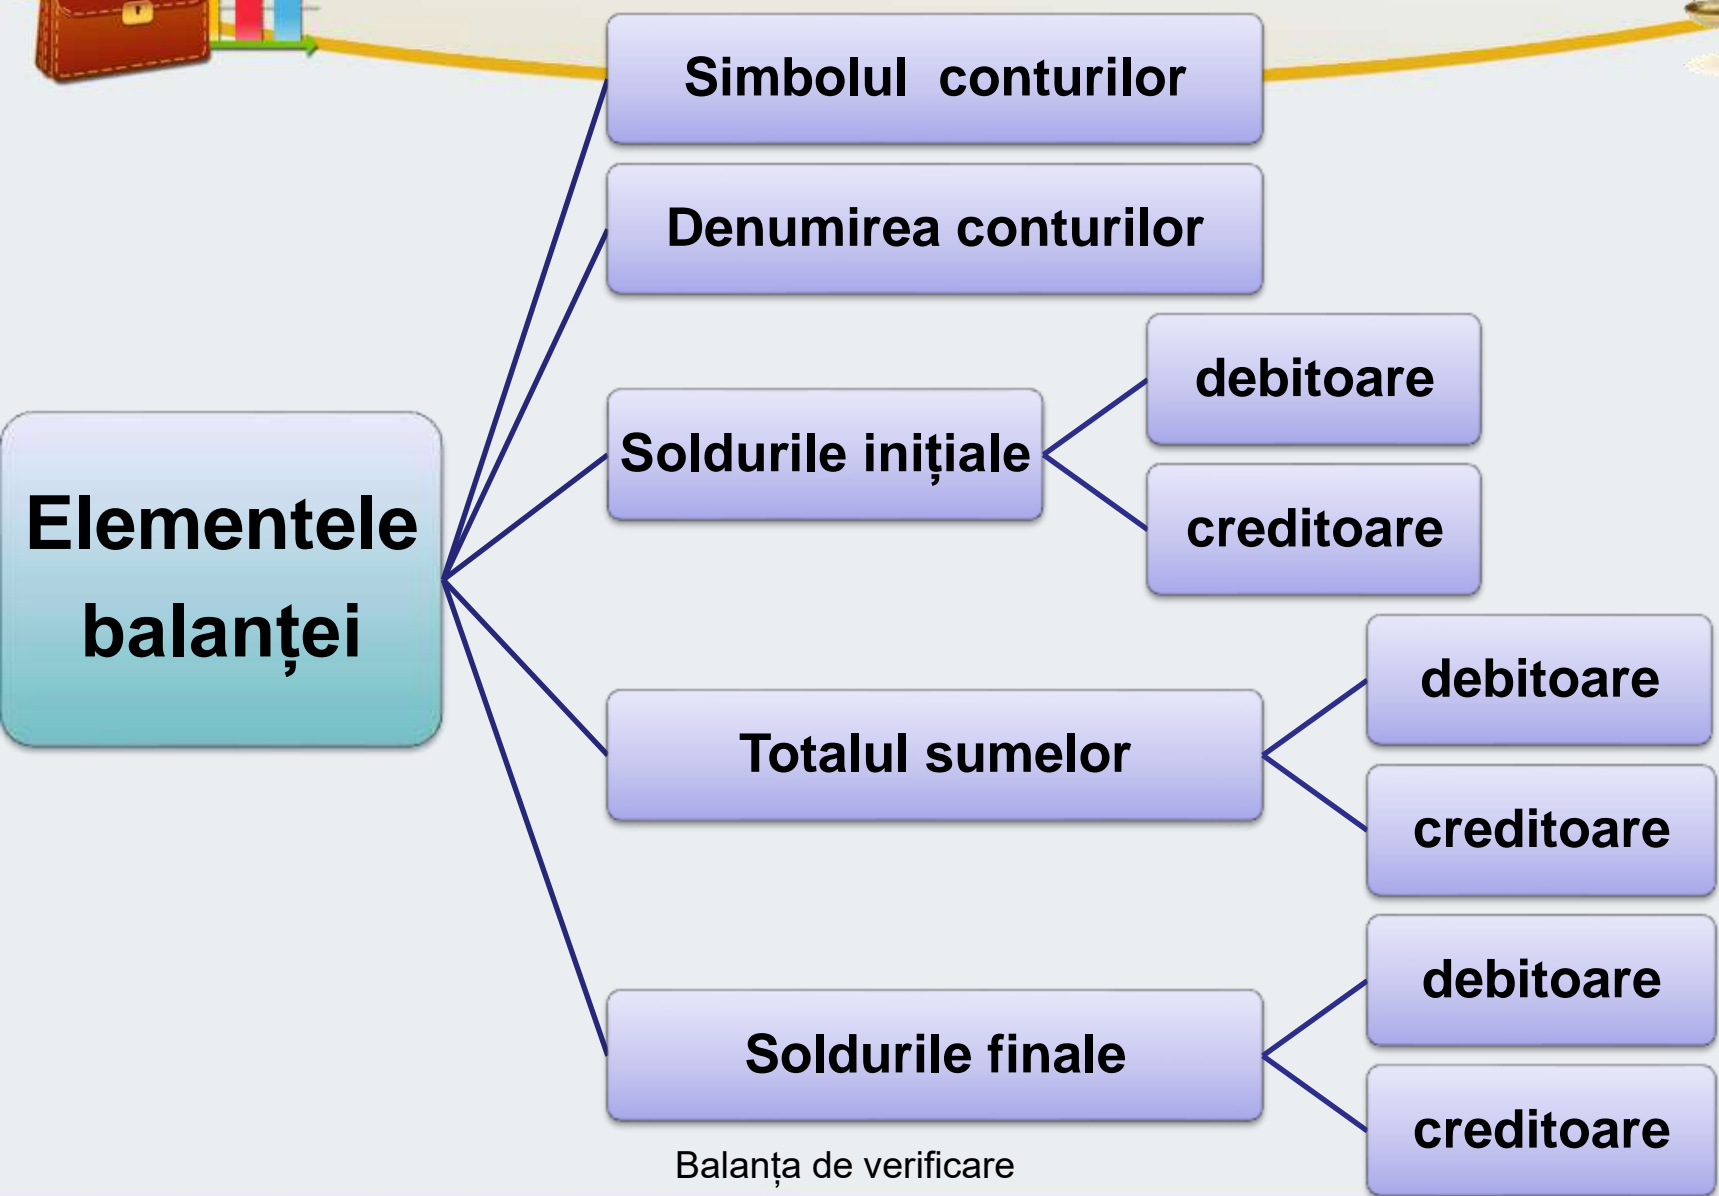 Simbolul conturilor
Denumirea conturilor
Elementele
balanței
Soldurile inițiale
debitoare
creditoare
Totalul sumelor
debitoare
creditoare
Soldurile finale
debitoare
creditoare
Balanța de verificare